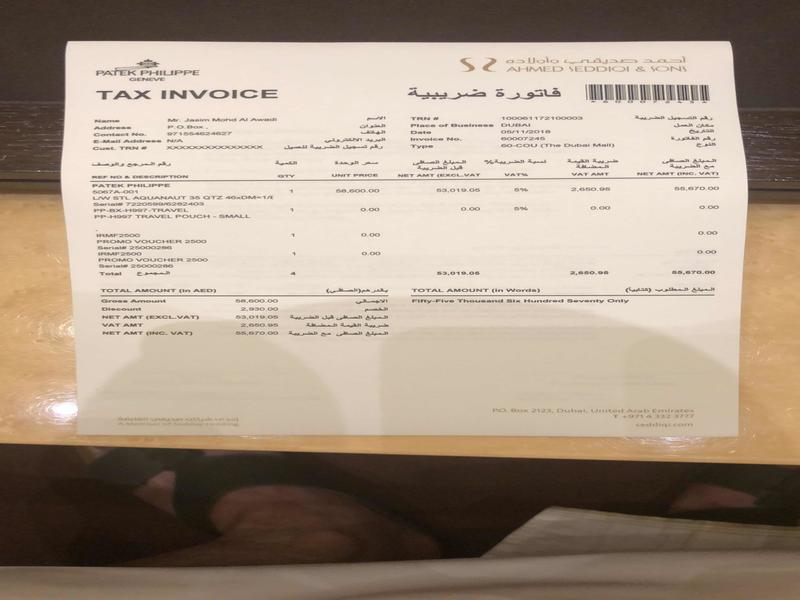 PATEK PHILIPPE
GENEVE
احمد صديقي وأولاده
AHMED SEDDIQI & SONS
TAX INVOICE
فاتورة ضريبية
*60007245*
Name Mr. Jasim Mohd Al Awadi الاسم
Address P.O.Box , العنوان
Contact No. 971554624627 الهاتف
E-Mail Address N/A البريد الالكتروني
Cust. TRN # XXXXXXXXXXXXXXX رقم تسجيل الضريبة للعميل
TRN # 100061172100003 رقم التسجيل الضريبية
Place of Business DUBAI مكان العمل
Date 05/11/2018 التاريخ
Invoice No. 60007245 رقم الفاتورة
Type 60-COU (The Dubai Mall) النوع
رقم المرجع والوصف الكمية سعر الوحدة المبلغ الصافي قبل الضريبة نسبة الضريبة% ضريبة القيمة المضافة المبلغ الصافي مع الضريبة
REF NO & DESCRIPTION QTY UNIT PRICE NET AMT (EXCL.VAT VAT% VAT AMT NET AMT (INC. VAT)
PATEK PHILIPPE
5067A-001 1 58,600.00 53,019.05 5% 2,650.95 55,670.00
L/W STL AQUANAUT 35 QTZ 46xDM=1/I
Serial# 7220599/6282403
PP-BX-H997-TRAVEL 1 0.00 0.00 5% 0.00 0.00
PP-H997 TRAVEL POUCH - SMALL
.
IRMF2500 1 0.00 0.00
PROMO VOUCHER 2500
Serial# 25000286
IRMF2500 1 0.00 0.00
PROMO VOUCHER 2500
Serial# 25000286
Total المجموع 4 53,019.05 2,650.95 55,670.00
TOTAL AMOUNT (in AED) بالدرهم(الصافي)
TOTAL AMOUNT (in Words) المبلغ المطلوب (كتابيا)
Gross Amount 58,600.00 الاجمالي
Fifty-Five Thousand Six Hundred Seventy Only
Discount 2,930.00 الخصم
NET AMT (EXCL.VAT) 53,019.05 المبلغ الصافي قبل الضريبة
VAT AMT 2,650.95 ضريبة القيمة المضافة
NET AMT (INC. VAT) 55,670.00 المبلغ الصافي مع الضريبة
A Member of Seddiqi Holding
P.O. Box 2123, Dubai, United Arab Emirates
T +971 4 332 7777
seddiqi.com